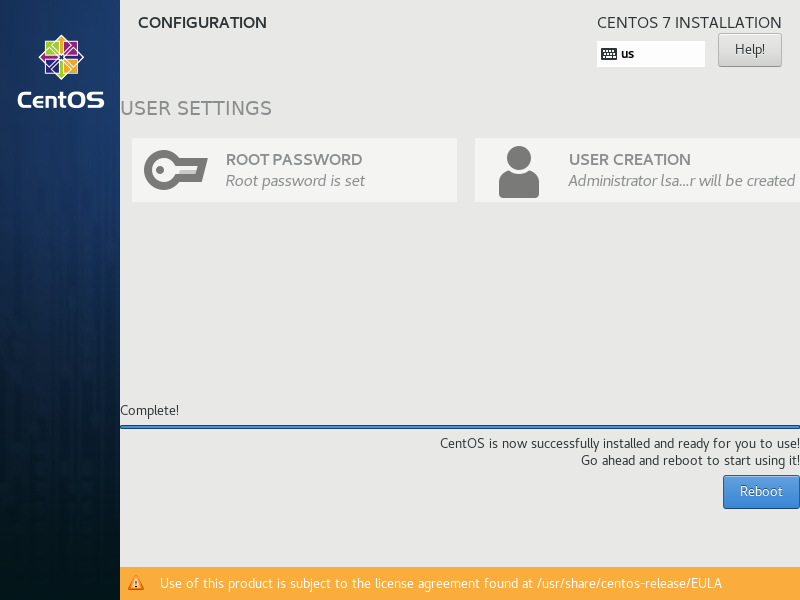 CONFIGURATION
CENTOS 7 INSTALLATION
us
Help!
CentOS
USER SETTINGS
ROOT PASSWORD
Root password is set
USER CREATION
Administrator lsa...r will be created
Complete!
CentOS is now successfully installed and ready for you to use!
Go ahead and reboot to start using it!
Reboot
Use of this product is subject to the license agreement found at /usr/share/centos-release/EULA